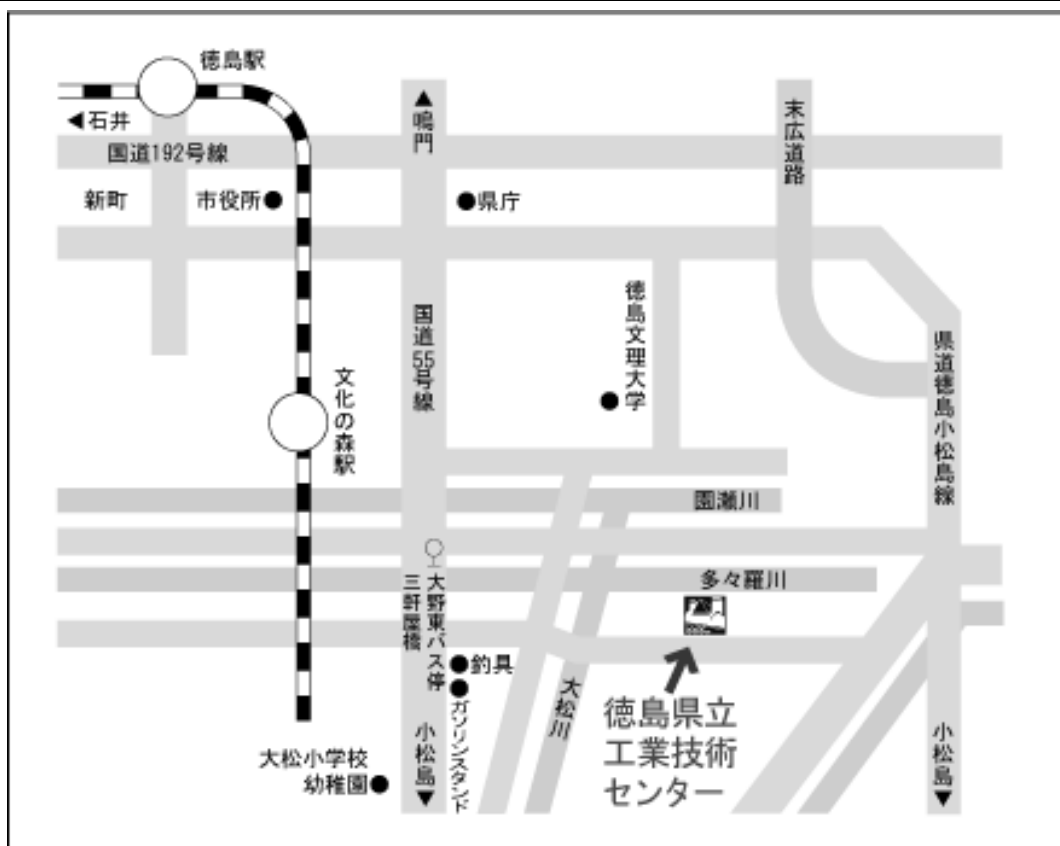 徳島駅
◀石井
▲鳴門
末広道路
国道192号線
新町
市役所●
●県庁
国道55号線
徳島文理大学
県道徳島小松島線
文化の森駅
園瀬川
多々羅川
三軒屋橋
大野東バス停
●釣具
ガソリンスタンド
大松川
徳島県立
工業技術
センター
大松小学校
幼稚園●
小松島▼
小松島▼